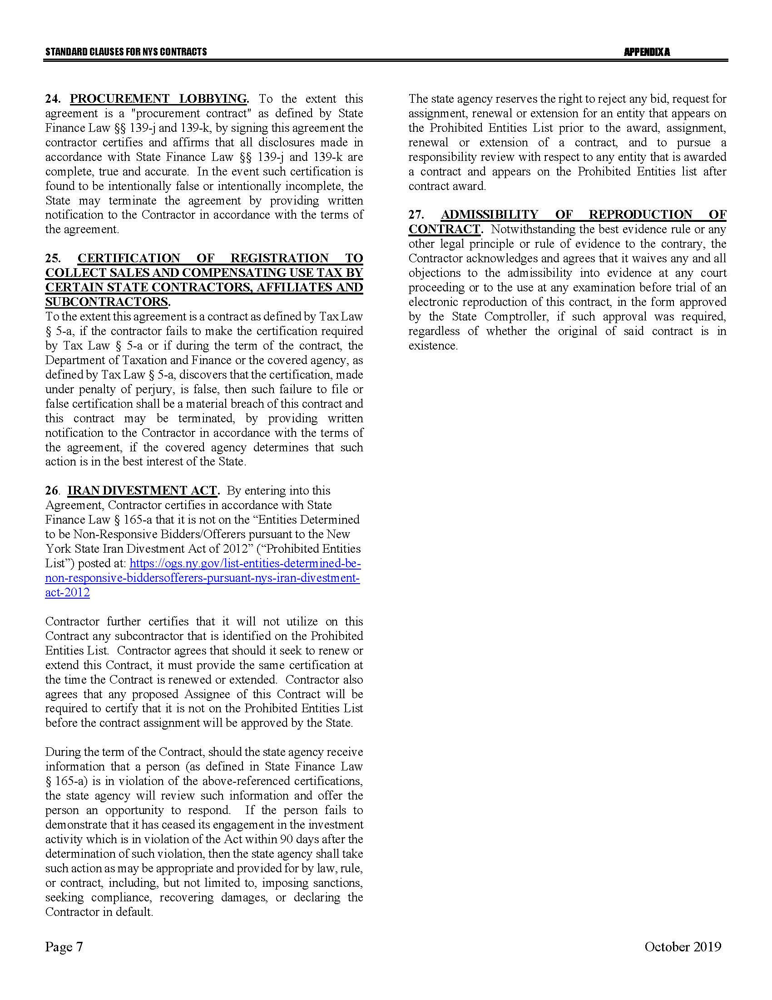 STANDARD CLAUSES FOR NYS CONTRACTS APPENDIX A
24. PROCUREMENT LOBBYING. To the extent this
agreement is a "procurement contract" as defined by State
Finance Law §§ 139-j and 139-k, by signing this agreement the
contractor certifies and affirms that all disclosures made in
accordance with State Finance Law §§ 139-j and 139-k are
complete, true and accurate. In the event such certification is
found to be intentionally false or intentionally incomplete, the
State may terminate the agreement by providing written
notification to the Contractor in accordance with the terms of
the agreement.
25. CERTIFICATION OF REGISTRATION TO
COLLECT SALES AND COMPENSATING USE TAX BY
CERTAIN STATE CONTRACTORS, AFFILIATES AND
SUBCONTRACTORS.
To the extent this agreement is a contract as defined by Tax Law
§ 5-a, if the contractor fails to make the certification required
by Tax Law § 5-a or if during the term of the contract, the
Department of Taxation and Finance or the covered agency, as
defined by Tax Law § 5-a, discovers that the certification, made
under penalty of perjury, is false, then such failure to file or
false certification shall be a material breach of this contract and
this contract may be terminated, by providing written
notification to the Contractor in accordance with the terms of
the agreement, if the covered agency determines that such
action is in the best interest of the State.
26. IRAN DIVESTMENT ACT. By entering into this
Agreement, Contractor certifies in accordance with State
Finance Law § 165-a that it is not on the “Entities Determined
to be Non-Responsive Bidders/Offerers pursuant to the New
York State Iran Divestment Act of 2012” (“Prohibited Entities
List”) posted at: https://ogs.ny.gov/list-entities-determined-be-
non-responsive-biddersofferers-pursuant-nys-iran-divestment-
act-2012
Contractor further certifies that it will not utilize on this
Contract any subcontractor that is identified on the Prohibited
Entities List. Contractor agrees that should it seek to renew or
extend this Contract, it must provide the same certification at
the time the Contract is renewed or extended. Contractor also
agrees that any proposed Assignee of this Contract will be
required to certify that it is not on the Prohibited Entities List
before the contract assignment will be approved by the State.
During the term of the Contract, should the state agency receive
information that a person (as defined in State Finance Law
§ 165-a) is in violation of the above-referenced certifications,
the state agency will review such information and offer the
person an opportunity to respond. If the person fails to
demonstrate that it has ceased its engagement in the investment
activity which is in violation of the Act within 90 days after the
determination of such violation, then the state agency shall take
such action as may be appropriate and provided for by law, rule,
or contract, including, but not limited to, imposing sanctions,
seeking compliance, recovering damages, or declaring the
Contractor in default.
The state agency reserves the right to reject any bid, request for
assignment, renewal or extension for an entity that appears on
the Prohibited Entities List prior to the award, assignment,
renewal or extension of a contract, and to pursue a
responsibility review with respect to any entity that is awarded
a contract and appears on the Prohibited Entities list after
contract award.
27. ADMISSIBILITY OF REPRODUCTION OF
CONTRACT. Notwithstanding the best evidence rule or any
other legal principle or rule of evidence to the contrary, the
Contractor acknowledges and agrees that it waives any and all
objections to the admissibility into evidence at any court
proceeding or to the use at any examination before trial of an
electronic reproduction of this contract, in the form approved
by the State Comptroller, if such approval was required,
regardless of whether the original of said contract is in
existence.
Page 7 October 2019